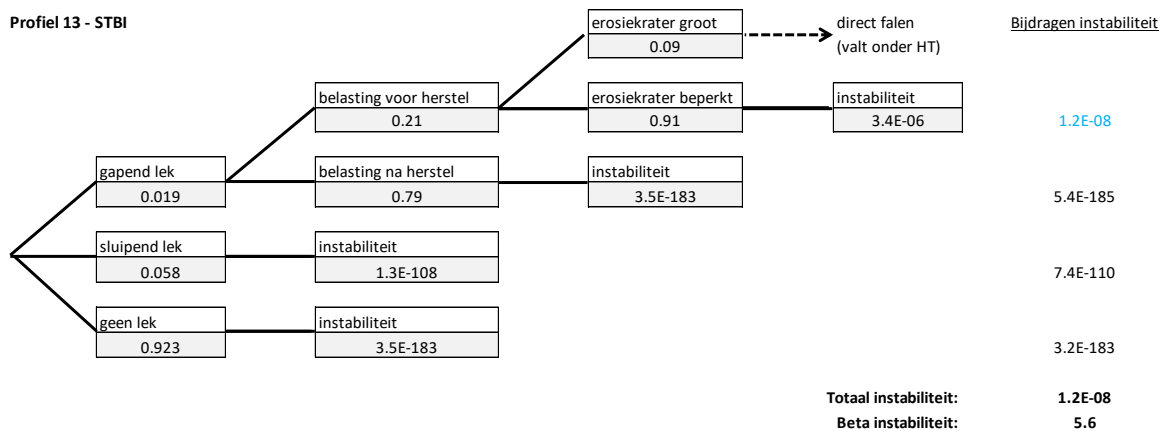 Profiel 13 - STBI
erosiekrater groot
0.09
direct falen
(valt onder HT)
Bijdragen instabiliteit
belasting voor herstel
0.21
erosiekrater beperkt
0.91
instabiliteit
3.4E-06
1.2E-08
gapend lek
0.019
belasting na herstel
0.79
instabiliteit
3.5E-183
5.4E-185
sluipend lek
0.058
instabiliteit
1.3E-108
7.4E-110
geen lek
0.923
instabiliteit
3.5E-183
3.2E-183
Totaal instabiliteit: 1.2E-08
Beta instabiliteit: 5.6